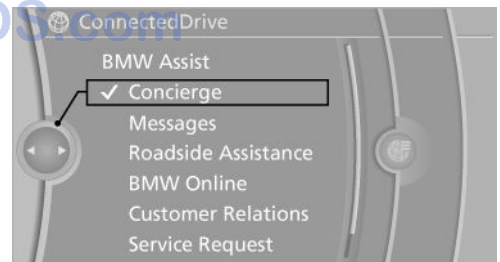 ConnectedDrive
BMW Assist
Concierge
Messages
Roadside Assistance
BMW Online
Customer Relations
Service Request